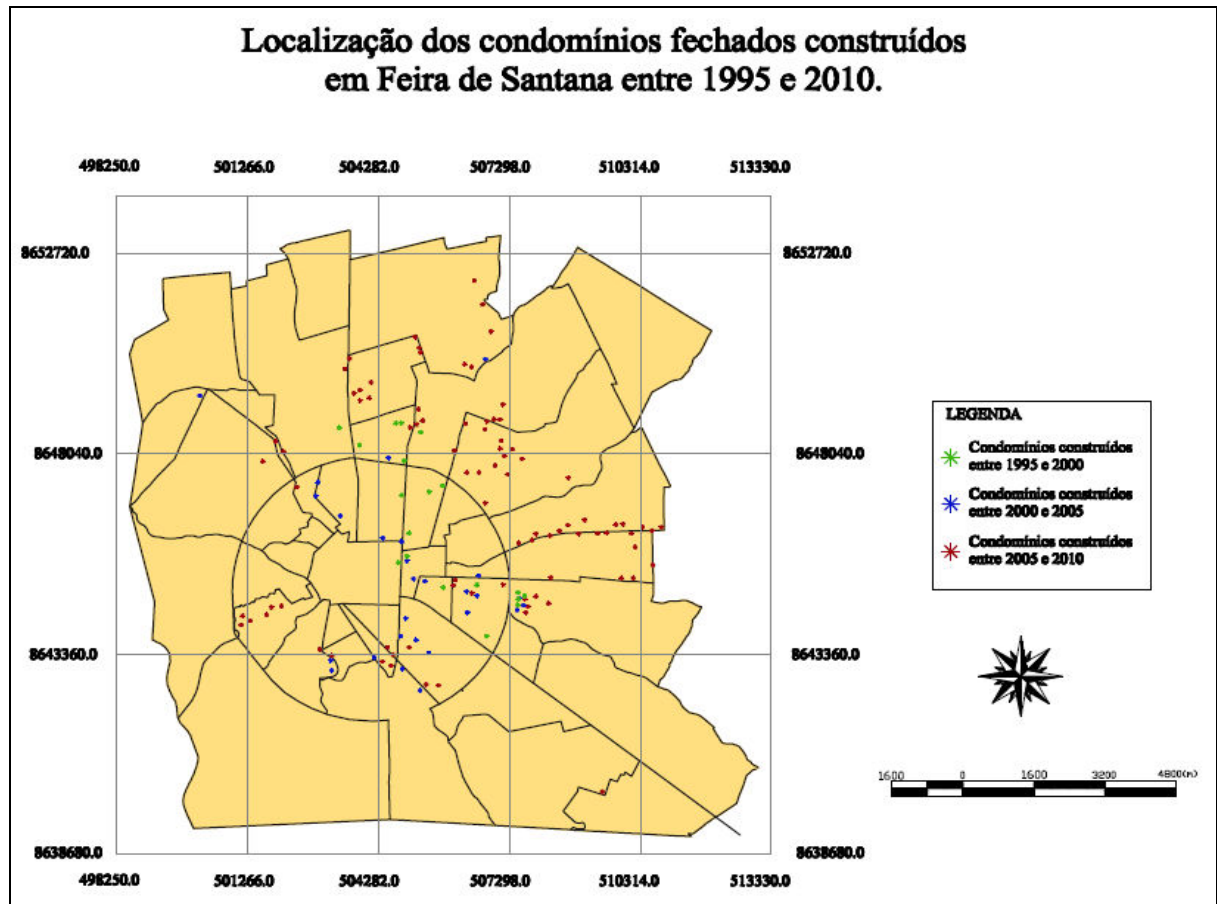 Localização dos condomínios fechados construídos
em Feira de Santana entre 1995 e 2010.
498250.0 501266.0 504282.0 507298.0 510314.0 513330.0
8652720.0 8652720.0
8648040.0 8648040.0
8643360.0 8643360.0
8638680.0 8638680.0
498250.0 501266.0 504282.0 507298.0 510314.0 513330.0
LEGENDA
Condomínios construídos
entre 1995 e 2000
Condomínios construídos
entre 2000 e 2005
Condomínios construídos
entre 2005 e 2010
1600 0 1600 3200 4800(m)